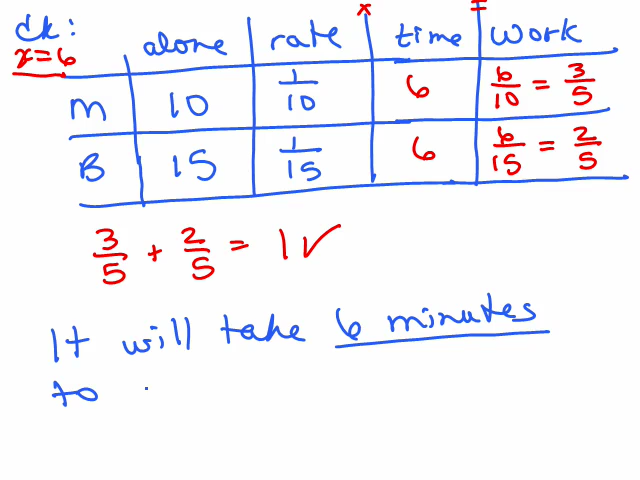 ck:
x=6
alone rate × time = work
M 10 1/10 6 6/10 = 3/5
B 15 1/15 6 6/15 = 2/5
3/5 + 2/5 = 1 ✓
It will take 6 minutes
to